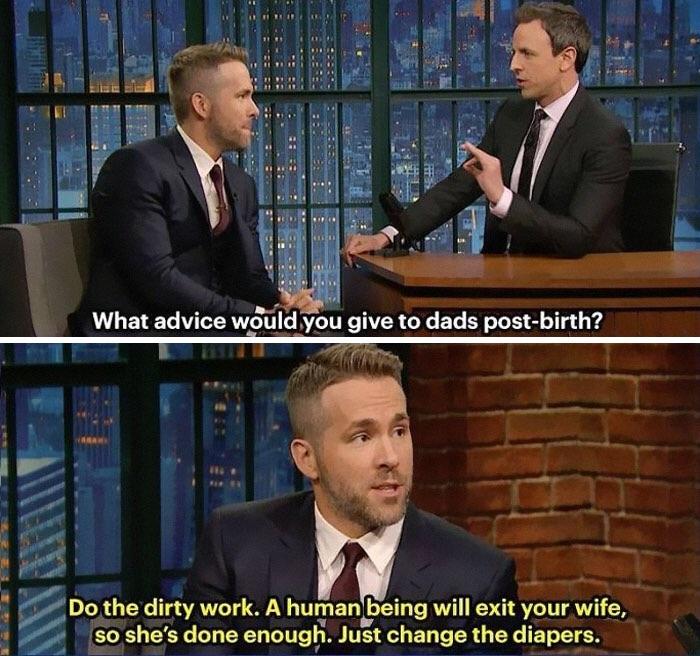 What advice would you give to dads post-birth?
Do the dirty work. A human being will exit your wife,
so she's done enough. Just change the diapers.